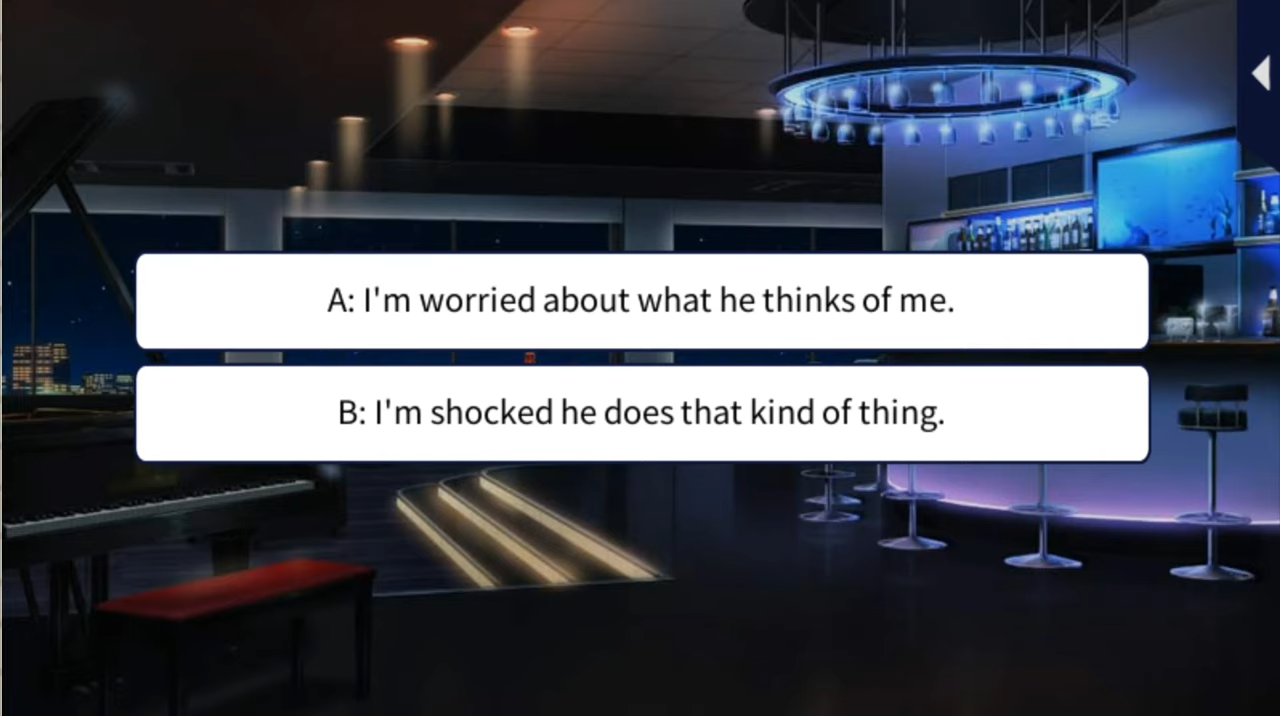 A: I'm worried about what he thinks of me.
B: I'm shocked he does that kind of thing.